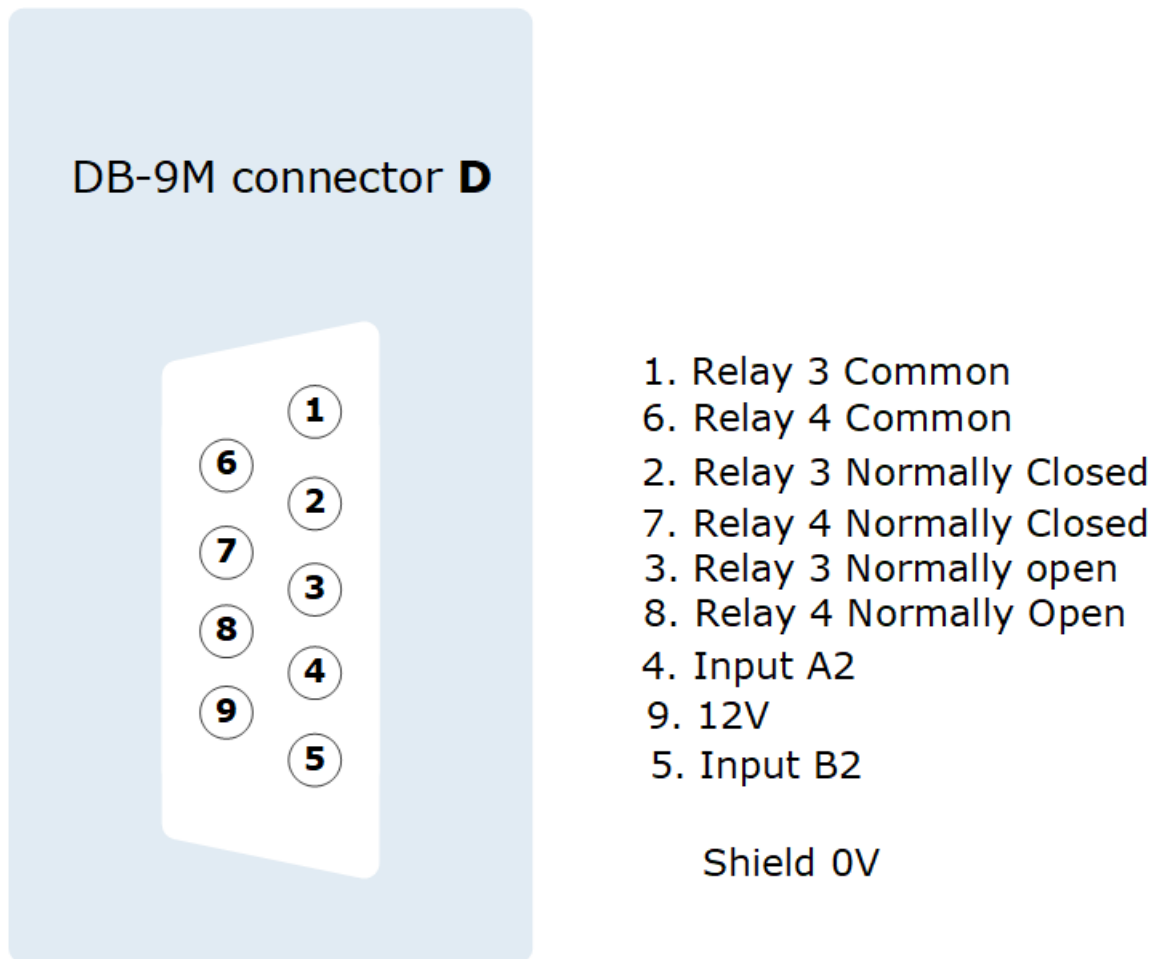 DB-9M connector D
1
6
2
7
3
8
4
9
5
1. Relay 3 Common
6. Relay 4 Common
2. Relay 3 Normally Closed
7. Relay 4 Normally Closed
3. Relay 3 Normally open
8. Relay 4 Normally Open
4. Input A2
9. 12V
5. Input B2
Shield 0V